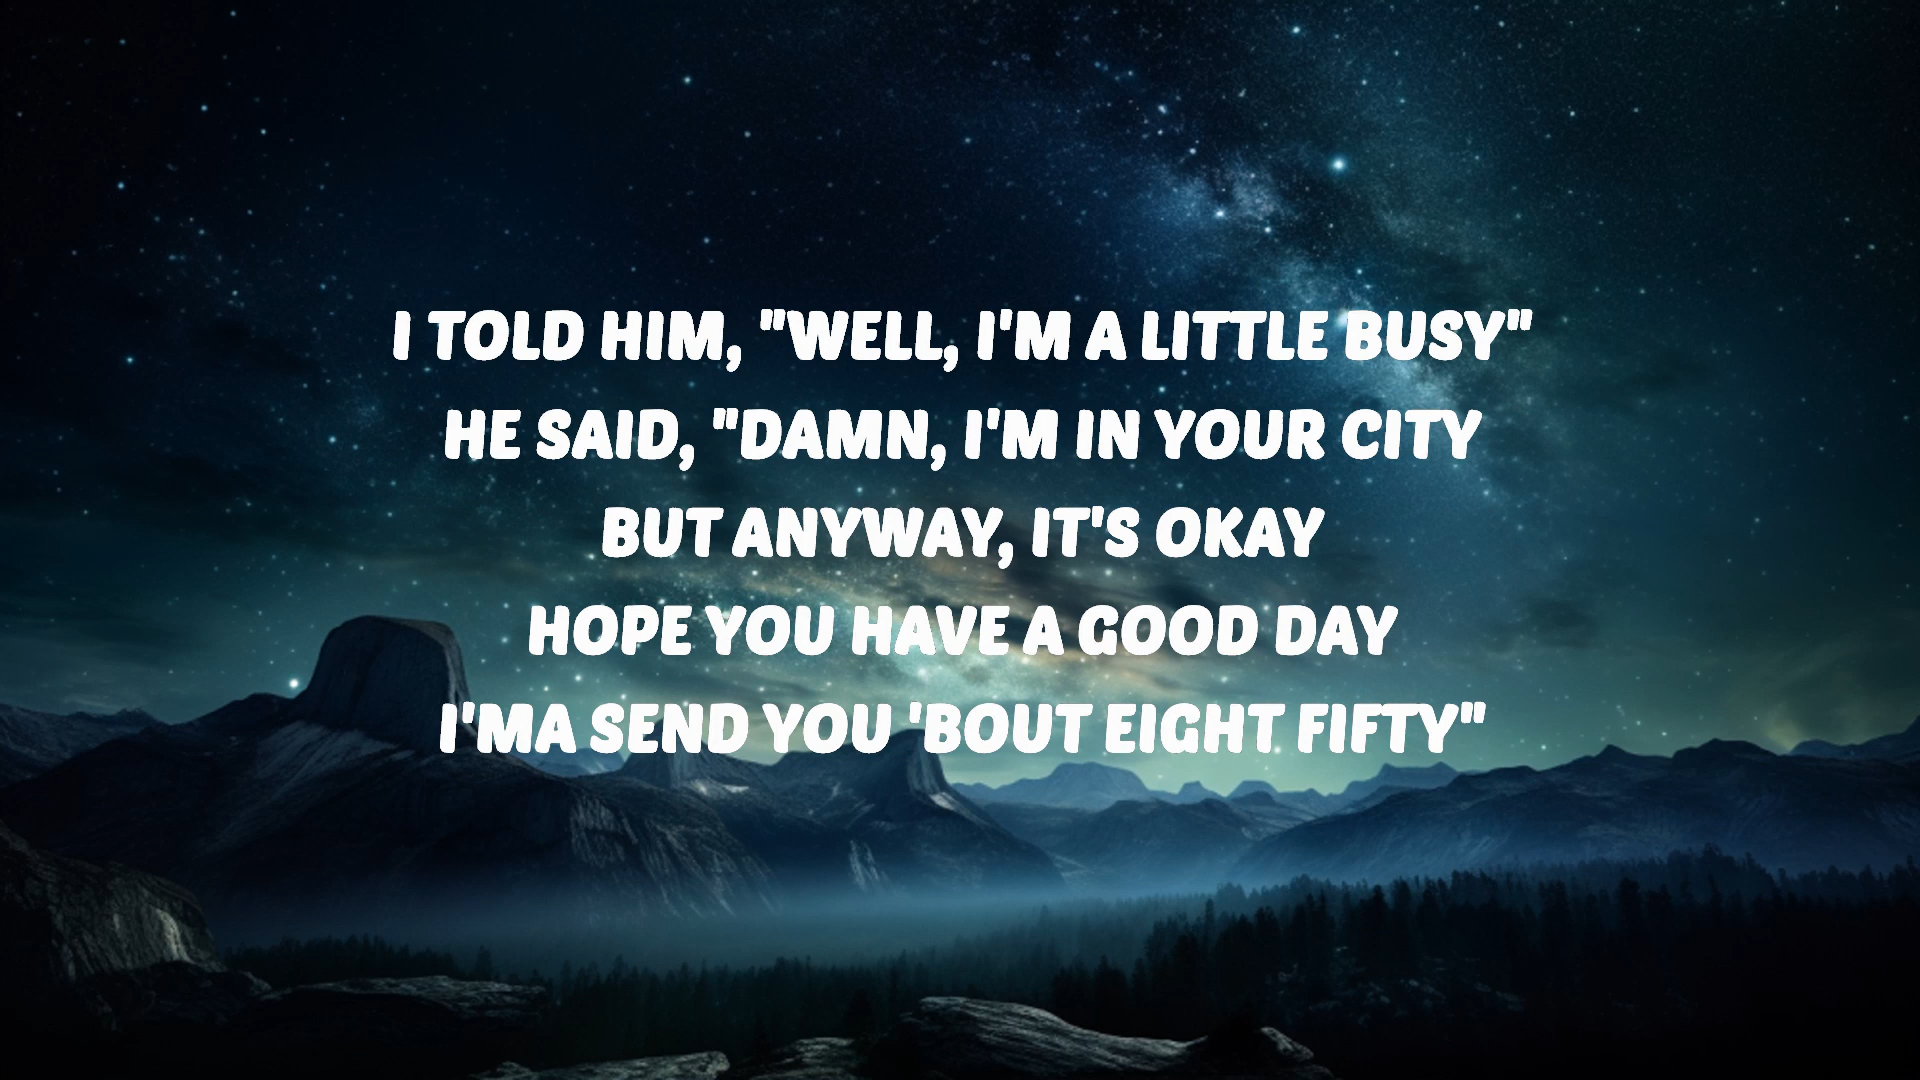 I TOLD HIM, "WELL, I'M A LITTLE BUSY"
HE SAID, "DAMN, I'M IN YOUR CITY
BUT ANYWAY, IT'S OKAY
HOPE YOU HAVE A GOOD DAY
I'MA SEND YOU 'BOUT EIGHT FIFTY"